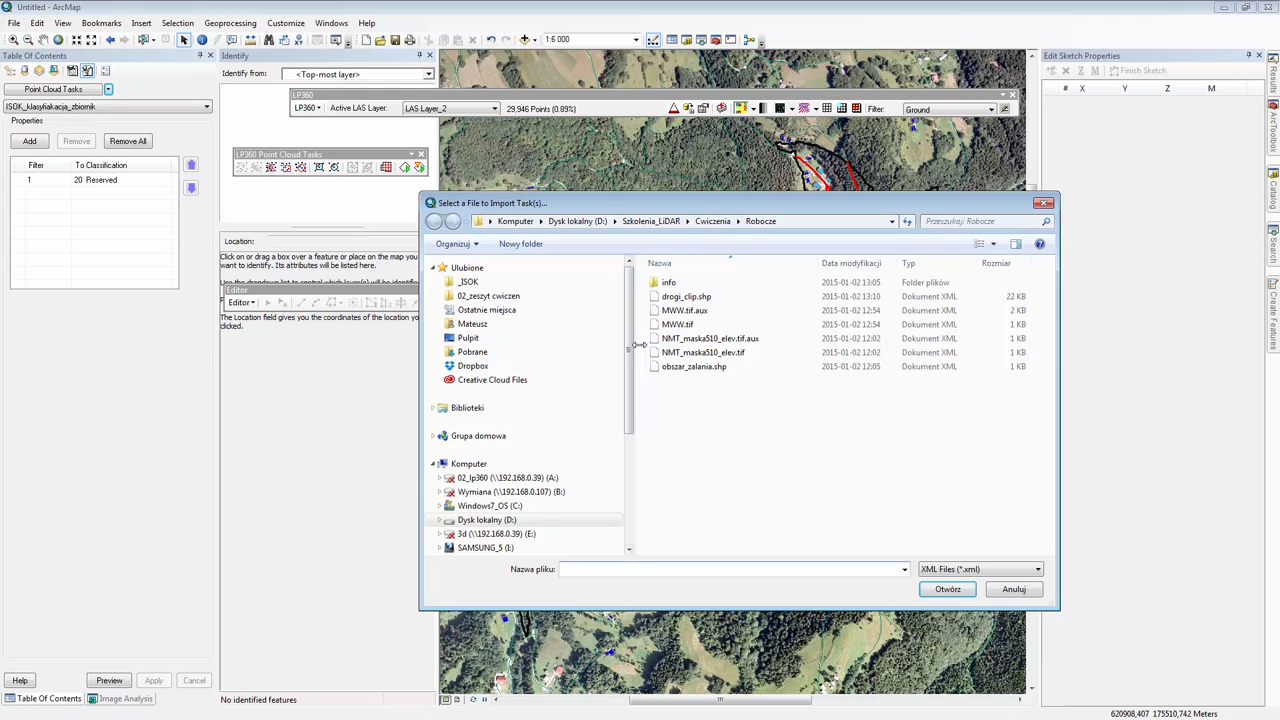 Untitled - ArcMap
File Edit View Bookmarks Insert Selection Geoprocessing Customize Windows Help
1:6 000
Table Of Contents
Identify
Edit Sketch Properties
Point Cloud Tasks
Identify from: <Top-most layer>
Finish Sketch
ISOK_klasyfiakacja_zbiornik
# X Y Z M
LP360
LP360 Active LAS Layer: LAS Layer_2 29,946 Points (0.88%) Filter: Ground
Properties
Add Remove Remove All
LP360 Point Cloud Tasks
Filter To Classification
1 20 Reserved
Location:
Click on or drag a box over a feature or place on the map you
want to identify. Its attributes will be listed here.
Editor
Editor
The Location field gives you the coordinates of the location you
clicked.
Select a File to Import Task(s)...
Komputer Dysk lokalny (D:) Szkolenia_LiDAR Cwiczenia Robocze
Przeszukaj: Robocze
Organizuj Nowy folder
Ulubione
_ISOK
02_zeszyt cwiczen
Ostatnie miejsca
Mateusz
Pulpit
Pobrane
Dropbox
Creative Cloud Files
Biblioteki
Grupa domowa
Komputer
02_lp360 (\\192.168.0.39) (A:)
Wymiana (\\192.168.0.107) (B:)
Windows7_OS (C:)
Dysk lokalny (D:)
3d (\\192.168.0.39) (E:)
SAMSUNG_5 (I:)
Nazwa Data modyfikacji Typ Rozmiar
info 2015-01-02 13:05 Folder plików
drogi_clip.shp 2015-01-02 13:10 Dokument XML 22 KB
MWW.tif.aux 2015-01-02 12:54 Dokument XML 2 KB
MWW.tif 2015-01-02 12:54 Dokument XML 1 KB
NMT_maska510_elev.tif.aux 2015-01-02 12:02 Dokument XML 1 KB
NMT_maska510_elev.tif 2015-01-02 12:02 Dokument XML 1 KB
obszar_zalania.shp 2015-01-02 12:05 Dokument XML 1 KB
Nazwa pliku: XML Files (*.xml)
Otwórz Anuluj
Results
ArcToolbox
Catalog
Search
Create Features
Help Preview Apply Cancel
Table Of Contents Image Analysis
No identified features
620908,407 175510,742 Meters